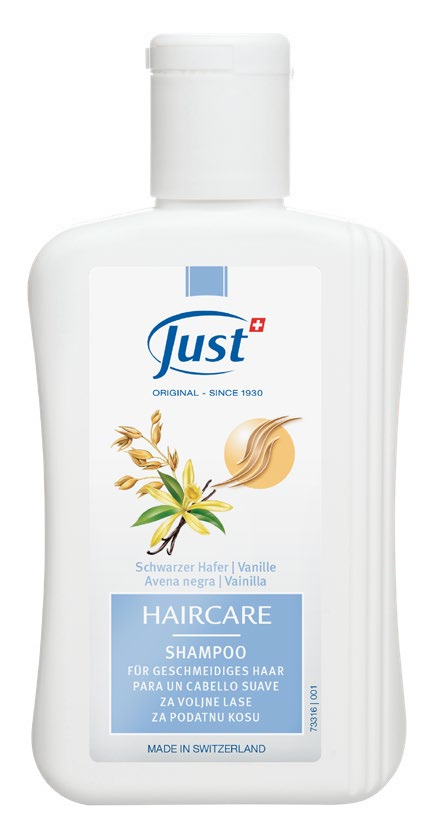 Just
ORIGINAL - SINCE 1930
Schwarzer Hafer | Vanille
Avena negra | Vainilla
HAIRCARE
SHAMPOO
FÜR GESCHMEIDIGES HAAR
PARA UN CABELLO SUAVE
ZA VOLJNE LASE
ZA PODATNU KOSU
73316 | 001
MADE IN SWITZERLAND